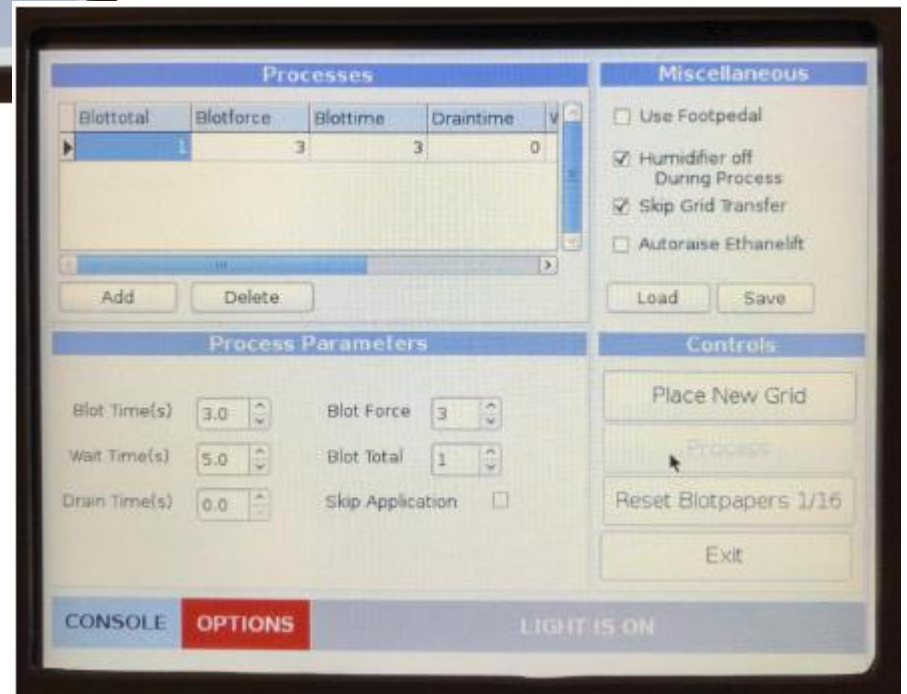 Processes
Blottotal Blotforce Blottime Draintime
1 3 3 0
Add Delete
Miscellaneous
Use Footpedal
Humidifier off
During Process
Skip Grid Transfer
Autoraise Ethanelift
Load Save
Process Parameters
Blot Time(s) 3.0 Blot Force 3
Wait Time(s) 5.0 Blot Total 1
Drain Time(s) 0.0 Skip Application
Controls
Place New Grid
Process
Reset Blotpapers 1/16
Exit
CONSOLE OPTIONS LIGHT IS ON